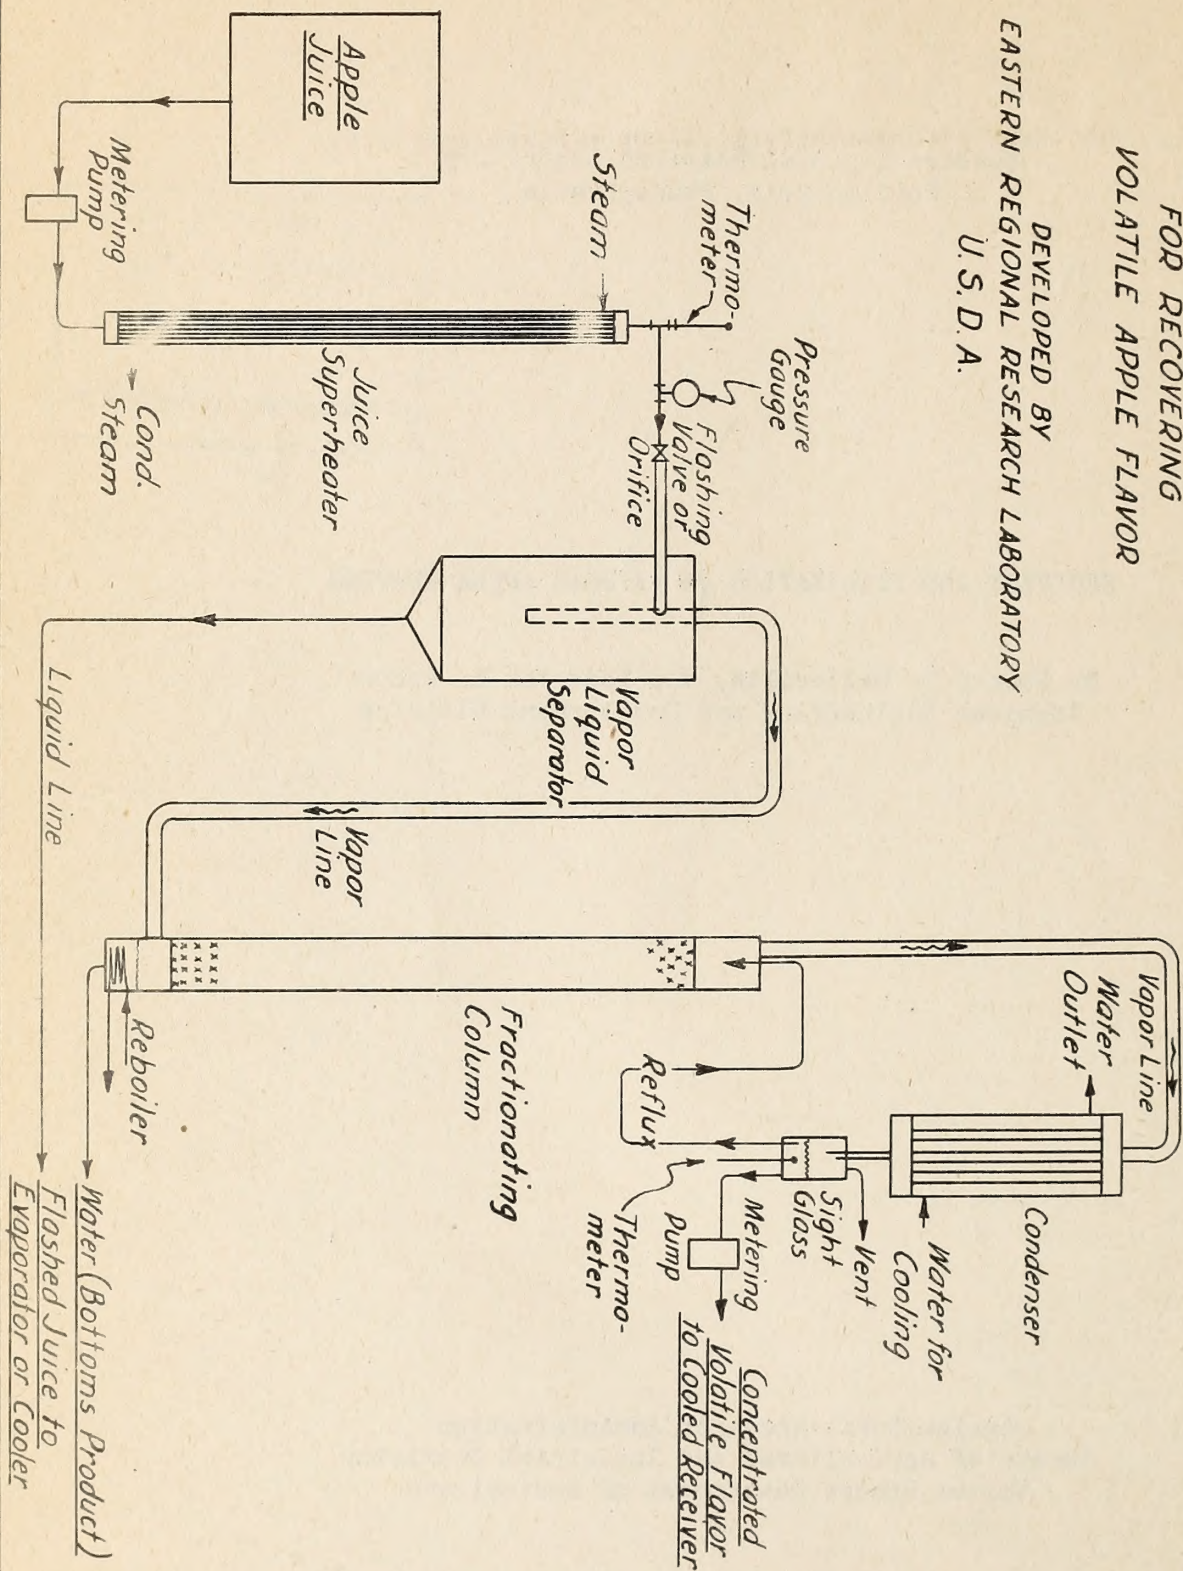 FOR RECOVERING
VOLATILE APPLE FLAVOR
DEVELOPED BY
EASTERN REGIONAL RESEARCH LABORATORY
U.S.D.A.
Apple
Juice
Metering
Pump
Steam
Thermo-
meter
Pressure
Gauge
Flashing
Valve or
Orifice
Juice
Superheater
Cond.
Steam
Vapor
Liquid
Separator
Liquid Line
Vapor
Line
Fractionating
Column
Reboiler
Reflux
Vapor Line
Water
Outlet
Condenser
Water for
Cooling
Vent
Sight
Glass
Metering
Pump
Thermo-
meter
Concentrated
Volatile Flavor
to Cooled Receiver
Water (Bottoms Product)
Flashed Juice to
Evaporator or Cooler